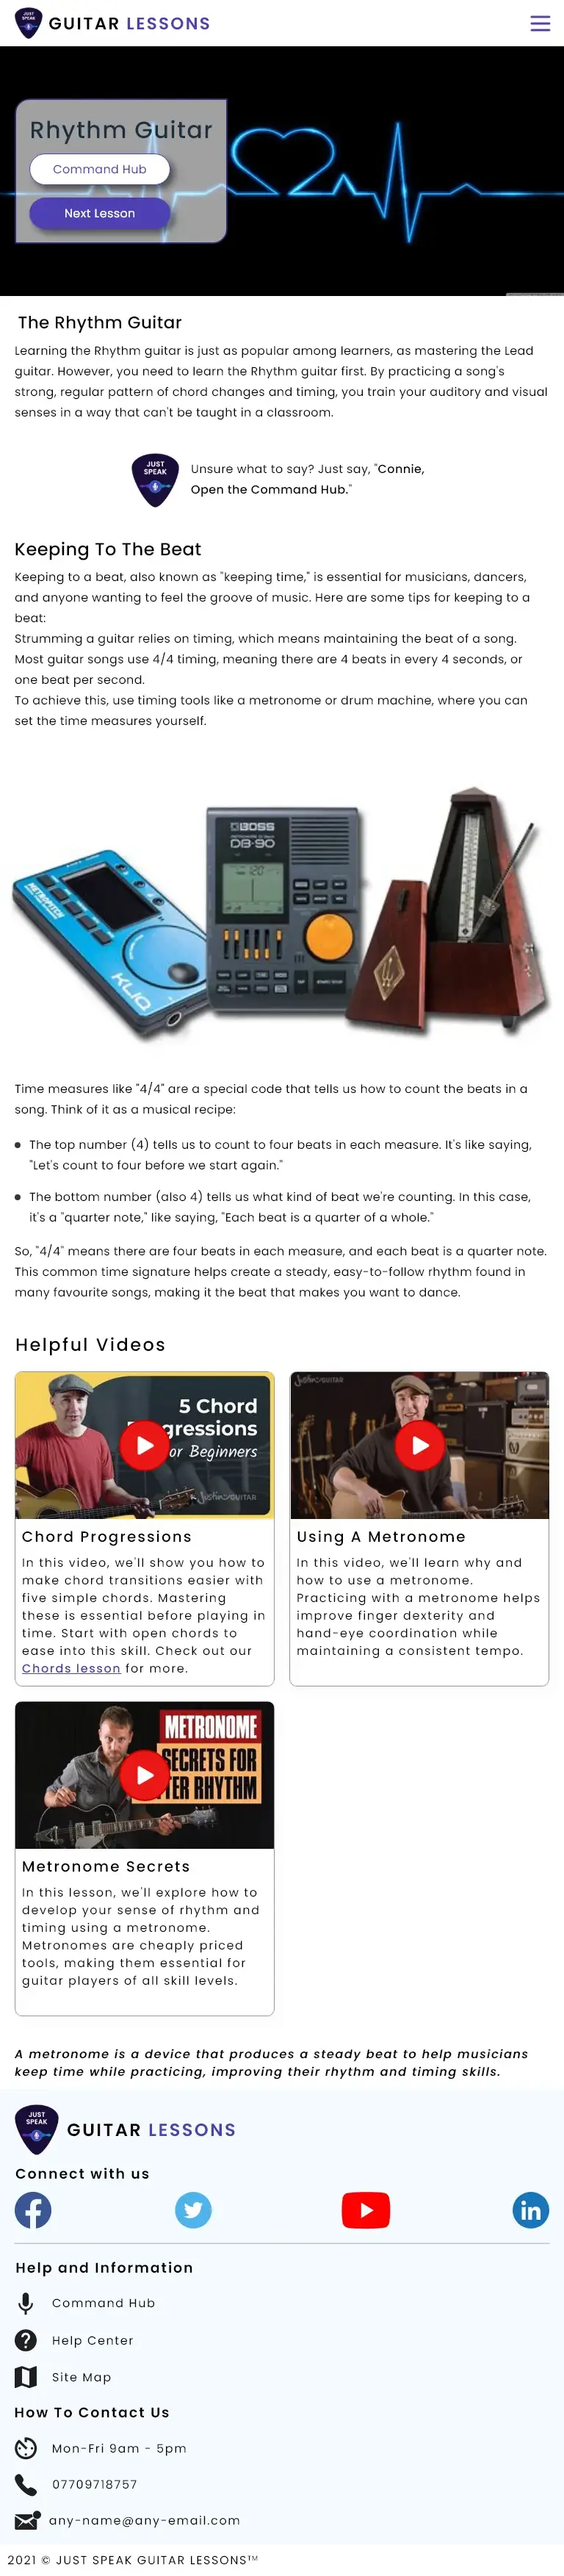 JUST
SPEAK
GUITAR LESSONS
Rhythm Guitar
Command Hub
Next Lesson
The Rhythm Guitar
Learning the Rhythm guitar is just as popular among learners, as mastering the Lead
guitar. However, you need to learn the Rhythm guitar first. By practicing a song's
strong, regular pattern of chord changes and timing, you train your auditory and visual
senses in a way that can't be taught in a classroom.
JUST
SPEAK
Unsure what to say? Just say, "Connie,
Open the Command Hub."
Keeping To The Beat
Keeping to a beat, also known as "keeping time," is essential for musicians, dancers,
and anyone wanting to feel the groove of music. Here are some tips for keeping to a
beat:
Strumming a guitar relies on timing, which means maintaining the beat of a song.
Most guitar songs use 4/4 timing, meaning there are 4 beats in every 4 seconds, or
one beat per second.
To achieve this, use timing tools like a metronome or drum machine, where you can
set the time measures yourself.
METROPITCH
KLIQ
BOSS
DB-90
Time measures like "4/4" are a special code that tells us how to count the beats in a
song. Think of it as a musical recipe:
The top number (4) tells us to count to four beats in each measure. It's like saying,
"Let's count to four before we start again."
The bottom number (also 4) tells us what kind of beat we're counting. In this case,
it's a "quarter note," like saying, "Each beat is a quarter of a whole."
So, "4/4" means there are four beats in each measure, and each beat is a quarter note.
This common time signature helps create a steady, easy-to-follow rhythm found in
many favourite songs, making it the beat that makes you want to dance.
Helpful Videos
5 Chord
gressions
or Beginners
JustinGUITAR
Chord Progressions
In this video, we'll show you how to
make chord transitions easier with
five simple chords. Mastering
these is essential before playing in
time. Start with open chords to
ease into this skill. Check out our
Chords lesson for more.
JustinGUITAR
Using A Metronome
In this video, we'll learn why and
how to use a metronome.
Practicing with a metronome helps
improve finger dexterity and
hand-eye coordination while
maintaining a consistent tempo.
METRONOME
SECRETS FOR
TER RHYTHM
Metronome Secrets
In this lesson, we'll explore how to
develop your sense of rhythm and
timing using a metronome.
Metronomes are cheaply priced
tools, making them essential for
guitar players of all skill levels.
A metronome is a device that produces a steady beat to help musicians
keep time while practicing, improving their rhythm and timing skills.
JUST
SPEAK
GUITAR LESSONS
Connect with us
Help and Information
Command Hub
Help Center
Site Map
How To Contact Us
Mon-Fri 9am - 5pm
07709718757
any-name@any-email.com
2021 © JUST SPEAK GUITAR LESSONS™